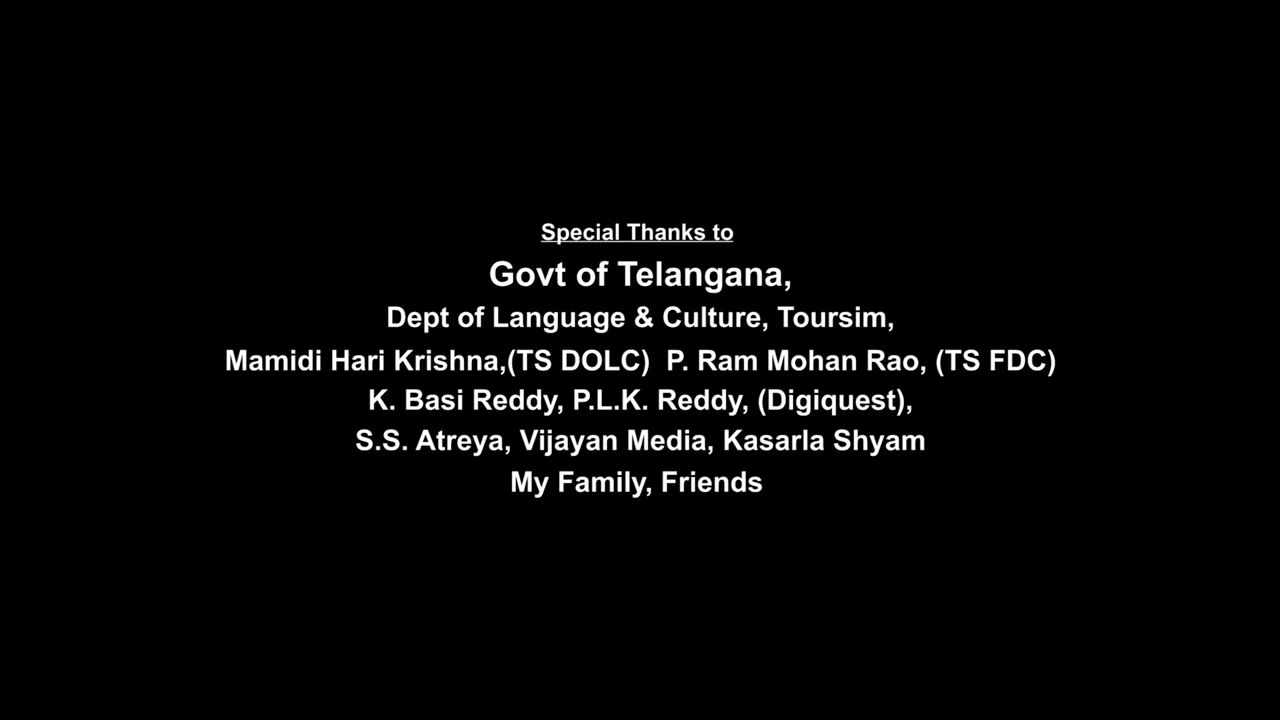 Special Thanks to
Govt of Telangana,
Dept of Language & Culture, Toursim,
Mamidi Hari Krishna,(TS DOLC)  P. Ram Mohan Rao, (TS FDC)
K. Basi Reddy, P.L.K. Reddy, (Digiquest),
S.S. Atreya, Vijayan Media, Kasarla Shyam
My Family, Friends